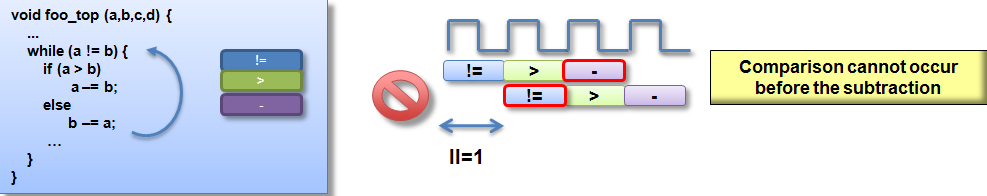 void foo_top (a,b,c,d) {
...
while (a != b) {
if (a > b)
a –= b;
else
b –= a;
...
}
}
!=
>
-
!= > -
!= > -
II=1
Comparison cannot occur
before the subtraction